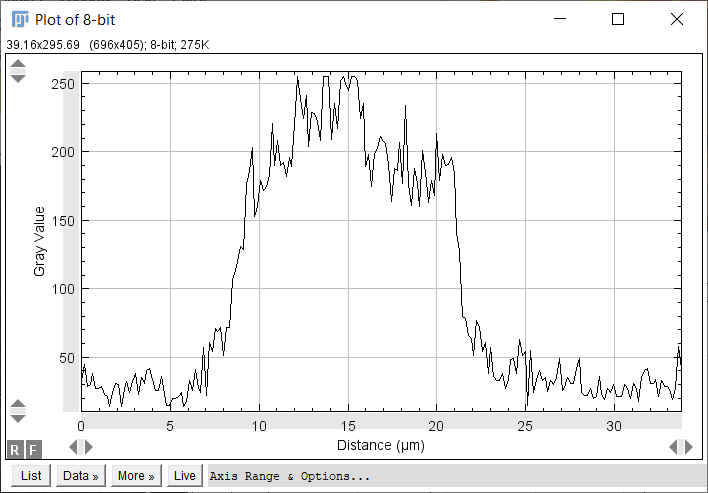 Plot of 8-bit
39.16x295.69 (696x405); 8-bit; 275K
250
200
150
100
50
Gray Value
0 5 10 15 20 25 30
Distance (µm)
R F
List Data » More » Live Axis Range & Options...